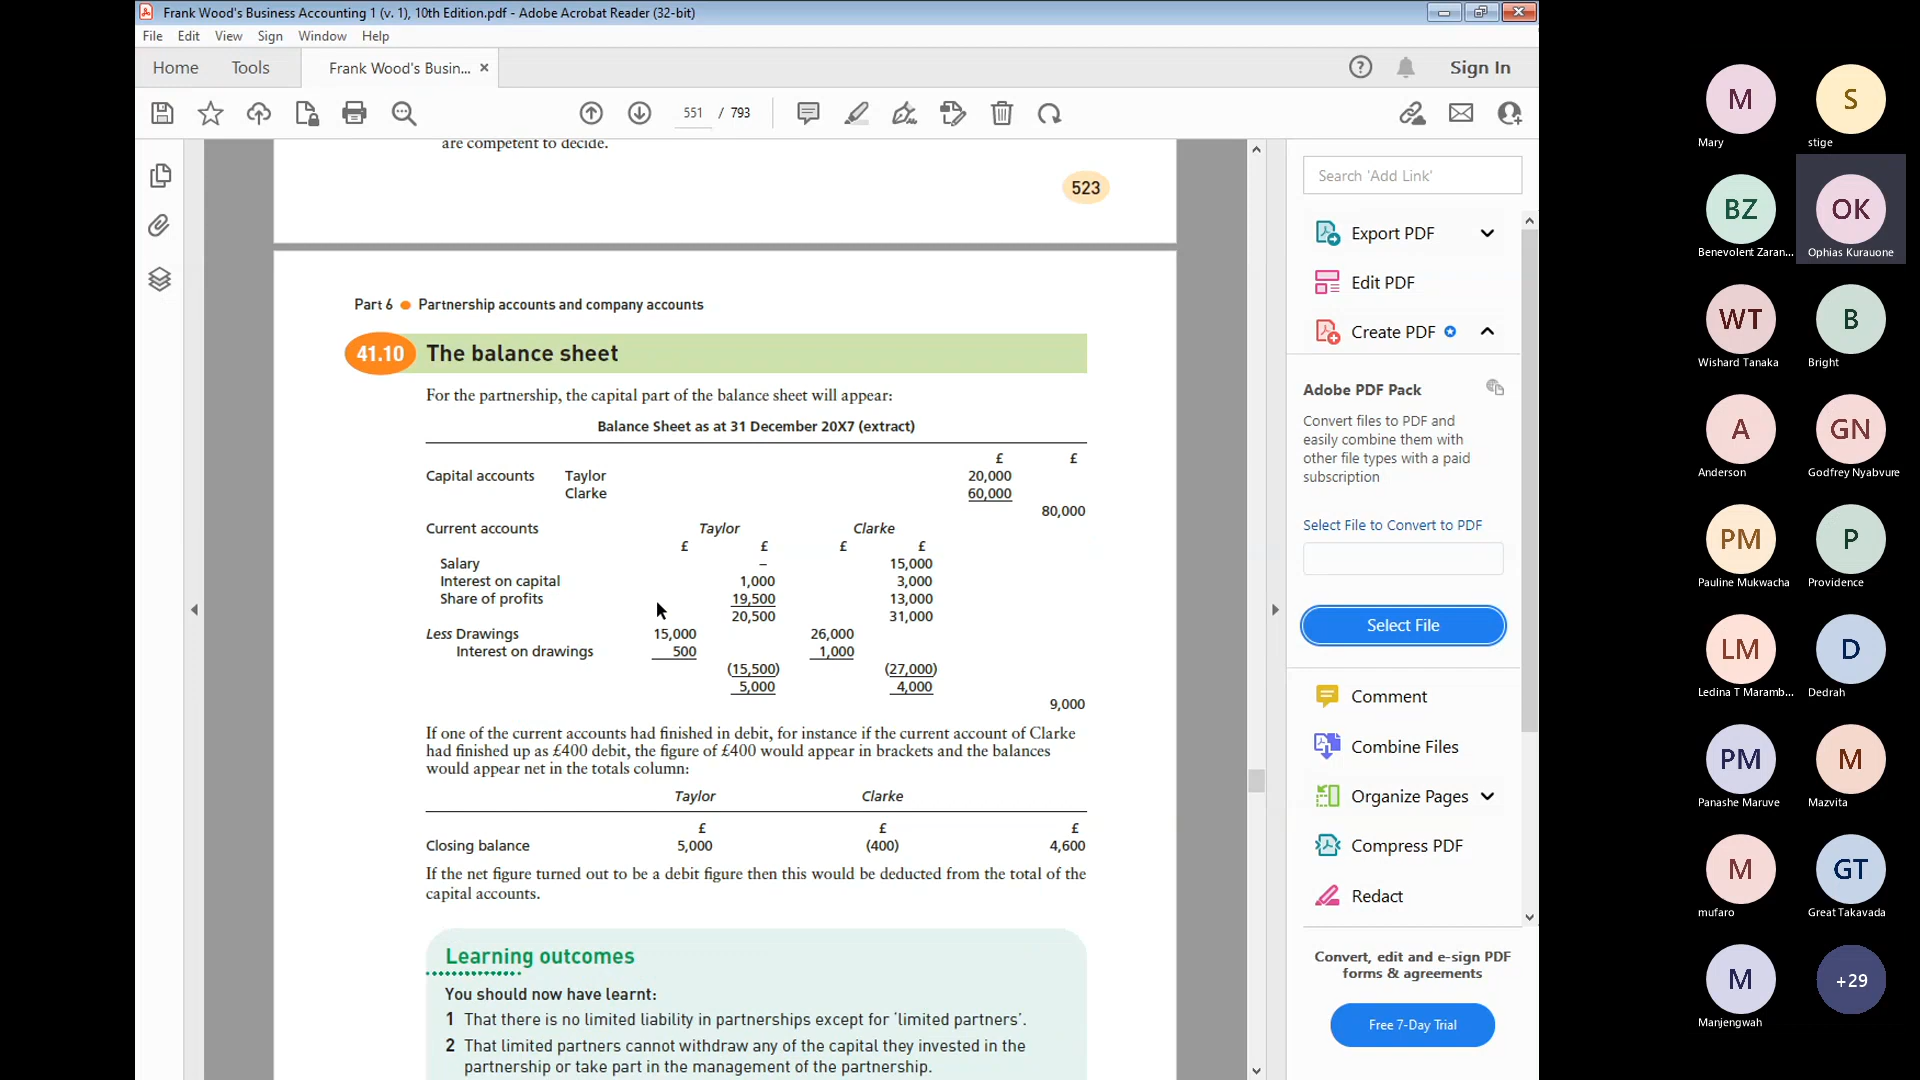 Frank Wood's Business Accounting 1 (v. 1), 10th Edition.pdf - Adobe Acrobat Reader (32-bit)
File Edit View Sign Window Help
Home Tools Frank Wood's Busin... × Sign In
551 / 793
are competent to decide.
523
Part 6 Partnership accounts and company accounts
41.10 The balance sheet
For the partnership, the capital part of the balance sheet will appear:
Balance Sheet as at 31 December 20X7 (extract)
£ £
Capital accounts Taylor 20,000
Clarke 60,000
80,000
Current accounts Taylor Clarke
£ £ £ £
Salary – 15,000
Interest on capital 1,000 3,000
Share of profits 19,500 13,000
20,500 31,000
Less Drawings 15,000 26,000
Interest on drawings 500 1,000
(15,500) (27,000)
5,000 4,000
9,000
If one of the current accounts had finished in debit, for instance if the current account of Clarke
had finished up as £400 debit, the figure of £400 would appear in brackets and the balances
would appear net in the totals column:
Taylor Clarke
£ £ £
Closing balance 5,000 (400) 4,600
If the net figure turned out to be a debit figure then this would be deducted from the total of the
capital accounts.
Learning outcomes
You should now have learnt:
1 That there is no limited liability in partnerships except for 'limited partners'.
2 That limited partners cannot withdraw any of the capital they invested in the
partnership or take part in the management of the partnership.
Search 'Add Link'
Export PDF
Edit PDF
Create PDF
Adobe PDF Pack
Convert files to PDF and
easily combine them with
other file types with a paid
subscription
Select File to Convert to PDF
Select File
Comment
Combine Files
Organize Pages
Compress PDF
Redact
Convert, edit and e-sign PDF
forms & agreements
Free 7-Day Trial
M S
Mary stige
BZ OK
Benevolent Zaran... Ophias Kurauone
WT B
Wishard Tanaka Bright
A GN
Anderson Godfrey Nyabvure
PM P
Pauline Mukwacha Providence
LM D
Ledina T Maramb... Dedrah
PM M
Panashe Maruve Mazvita
M GT
mufaro Great Takavada
M +29
Manjengwah